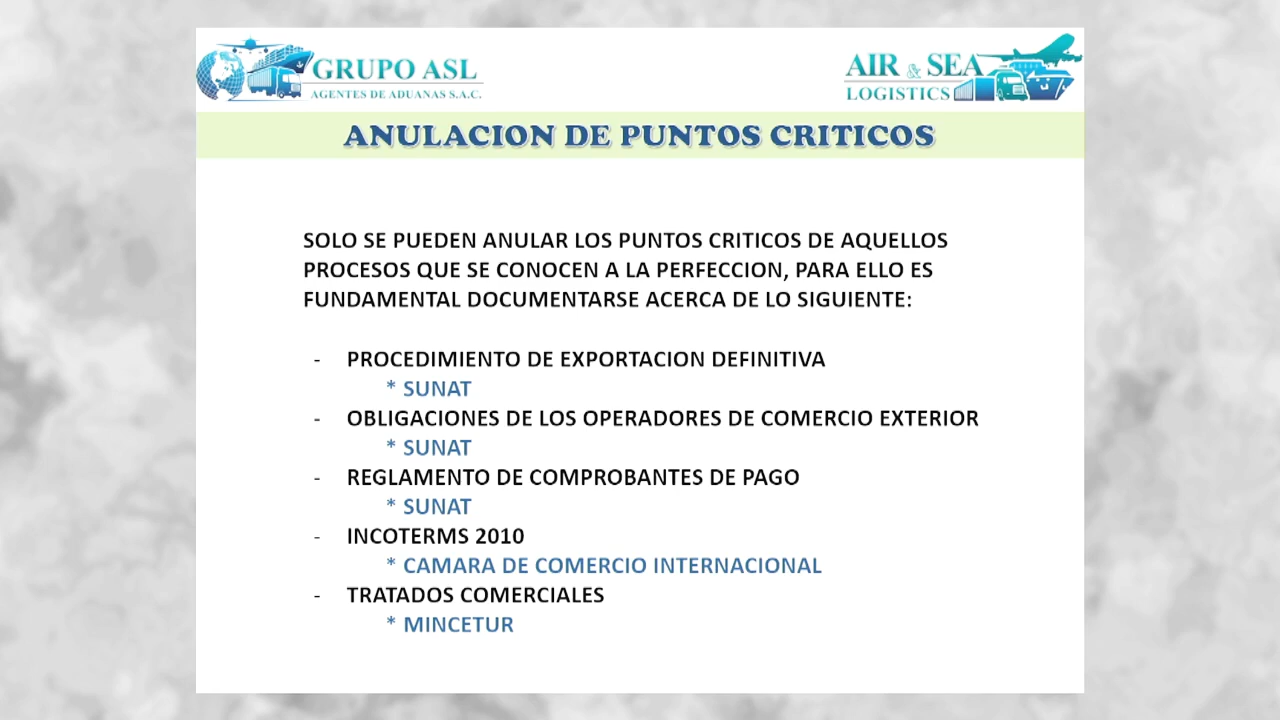 GRUPO ASL
AGENTES DE ADUANAS S.A.C.
AIR & SEA
LOGISTICS
ANULACION DE PUNTOS CRITICOS
SOLO SE PUEDEN ANULAR LOS PUNTOS CRITICOS DE AQUELLOS
PROCESOS QUE SE CONOCEN A LA PERFECCION, PARA ELLO ES
FUNDAMENTAL DOCUMENTARSE ACERCA DE LO SIGUIENTE:
- PROCEDIMIENTO DE EXPORTACION DEFINITIVA
* SUNAT
- OBLIGACIONES DE LOS OPERADORES DE COMERCIO EXTERIOR
* SUNAT
- REGLAMENTO DE COMPROBANTES DE PAGO
* SUNAT
- INCOTERMS 2010
* CAMARA DE COMERCIO INTERNACIONAL
- TRATADOS COMERCIALES
* MINCETUR